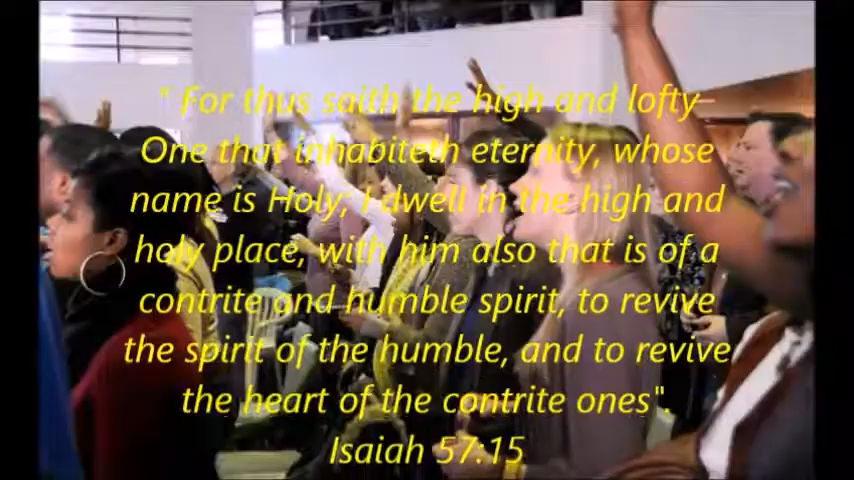 " For thus saith the high and lofty
One that inhabiteth eternity, whose
name is Holy; I dwell in the high and
holy place, with him also that is of a
contrite and humble spirit, to revive
the spirit of the humble, and to revive
the heart of the contrite ones".
Isaiah 57:15